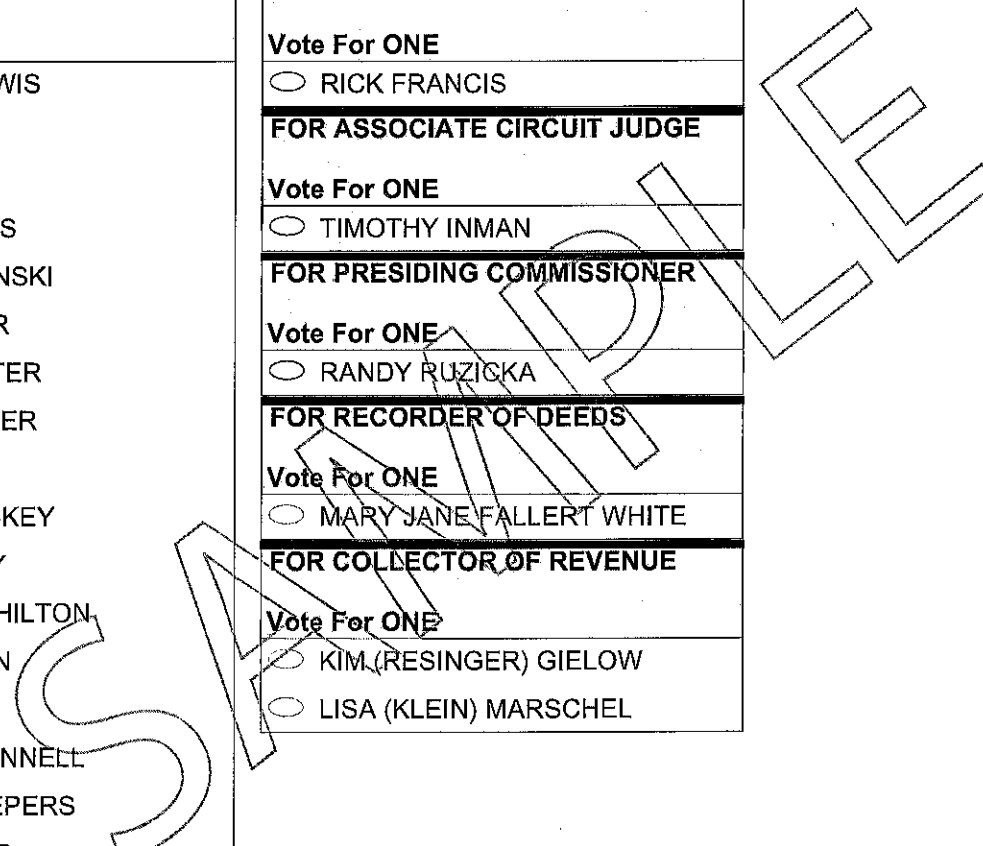 WIS
S
NSKI
R
TER
ER
KEY
Y
HILTON
N
NNELL
EPERS
Vote For ONE
RICK FRANCIS
FOR ASSOCIATE CIRCUIT JUDGE
Vote For ONE
TIMOTHY INMAN
FOR PRESIDING COMMISSIONER
Vote For ONE
RANDY RUZICKA
FOR RECORDER OF DEEDS
Vote For ONE
MARY JANE FALLERT WHITE
FOR COLLECTOR OF REVENUE
Vote For ONE
KIM (RESINGER) GIELOW
LISA (KLEIN) MARSCHEL
SAMPLE